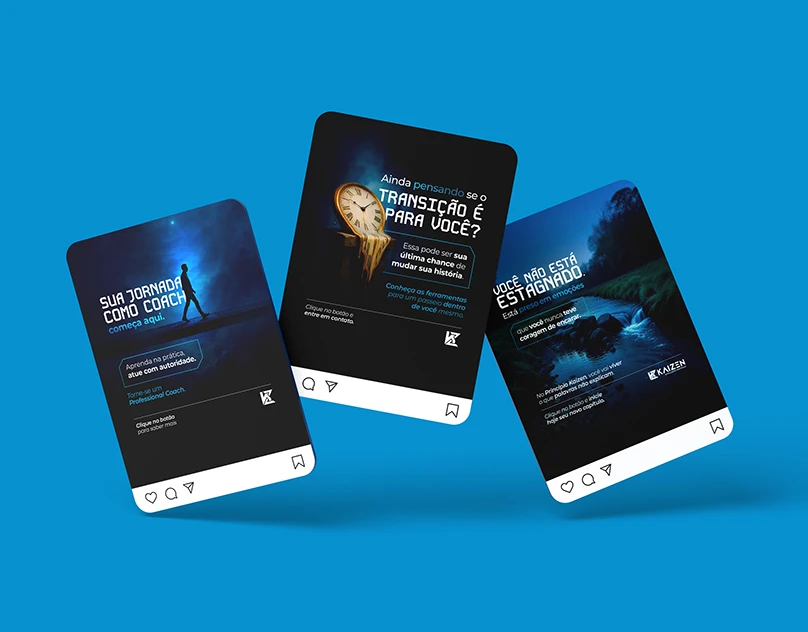 SUA JORNADA
COMO COACH
começa aqui.
Aprenda na prática,
atue com autoridade.
Torne-se um
Professional Coach.
Clique no botão
para saber mais
Ainda pensando se o
TRANSIÇÃO É
PARA VOCÊ?
Essa pode ser sua
última chance de
mudar sua história.
Conheça as ferramentas
para um passeio dentro
de você mesmo.
Clique no botão e
entre em contato.
VOCÊ NÃO ESTÁ
ESTAGNADO.
Está preso em emoções
que você nunca teve
coragem de encarar.
No Princípio Kaizen, você vai viver
o que palavras não explicam.
KAIZEN
Clique no botão e inicie
hoje seu novo capítulo.